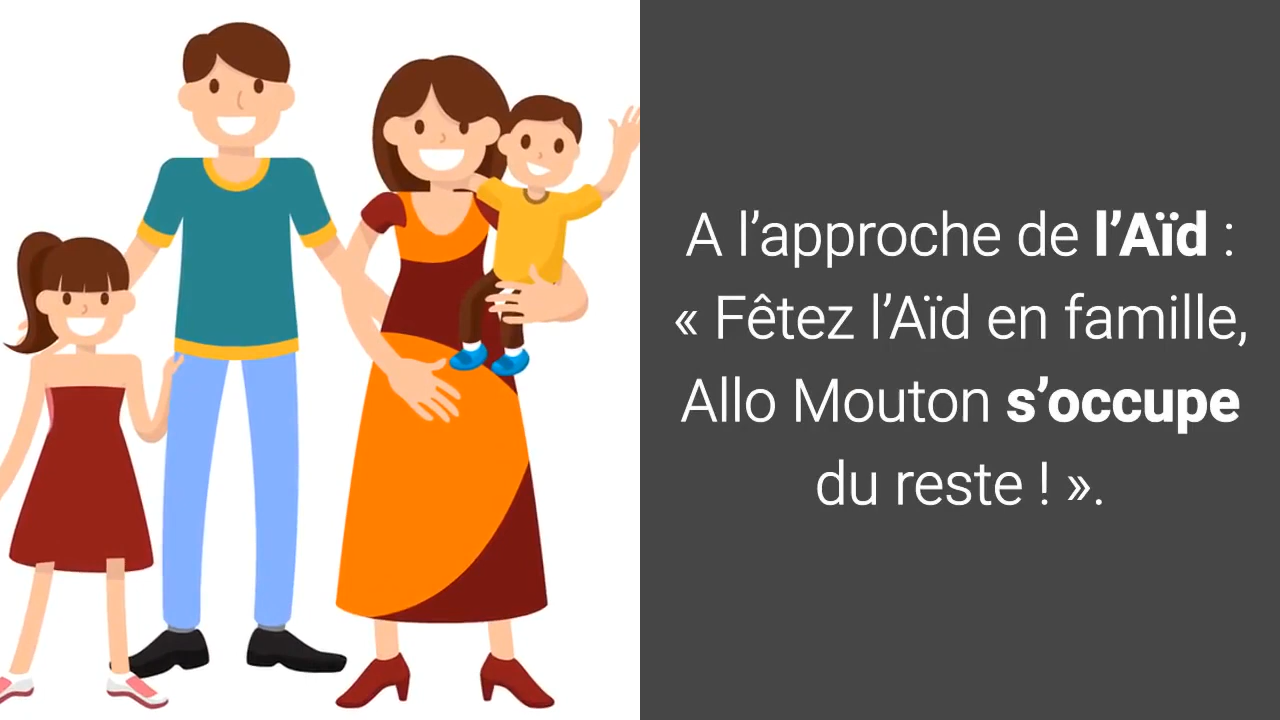 A l’approche de l’Aïd :
« Fêtez l’Aïd en famille,
Allo Mouton s’occupe
du reste ! ».